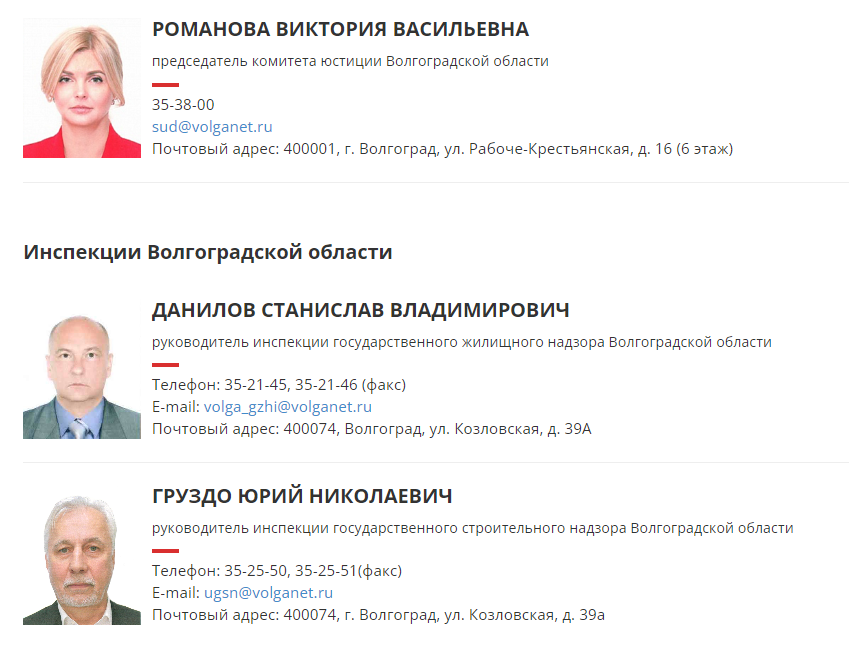 РОМАНОВА ВИКТОРИЯ ВАСИЛЬЕВНА
председатель комитета юстиции Волгоградской области
35-38-00
sud@volganet.ru
Почтовый адрес: 400001, г. Волгоград, ул. Рабоче-Крестьянская, д. 16 (6 этаж)
Инспекции Волгоградской области
ДАНИЛОВ СТАНИСЛАВ ВЛАДИМИРОВИЧ
руководитель инспекции государственного жилищного надзора Волгоградской области
Телефон: 35-21-45, 35-21-46 (факс)
E-mail: volga_gzhi@volganet.ru
Почтовый адрес: 400074, Волгоград, ул. Козловская, д. 39А
ГРУЗДО ЮРИЙ НИКОЛАЕВИЧ
руководитель инспекции государственного строительного надзора Волгоградской области
Телефон: 35-25-50, 35-25-51(факс)
E-mail: ugsn@volganet.ru
Почтовый адрес: 400074, г. Волгоград, ул. Козловская, д. 39а